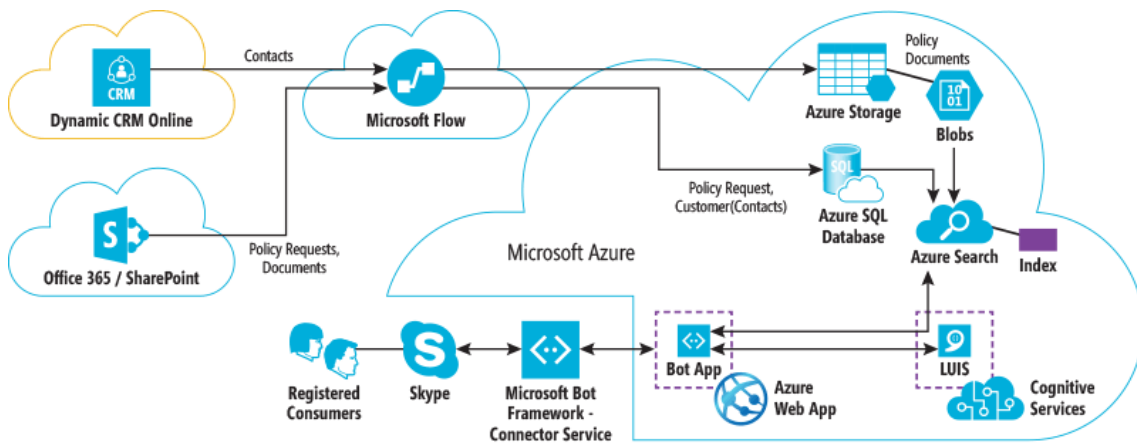 Contacts
CRM
Dynamic CRM Online
Microsoft Flow
Policy
Documents
Azure Storage
10
01
Blobs
S
Office 365 / SharePoint
Policy Requests,
Documents
Policy Request,
Customer(Contacts)
SQL
Azure SQL
Database
Azure Search
Index
Microsoft Azure
Registered
Consumers
S
Skype
Microsoft Bot
Framework -
Connector Service
Bot App
Azure
Web App
LUIS
Cognitive
Services